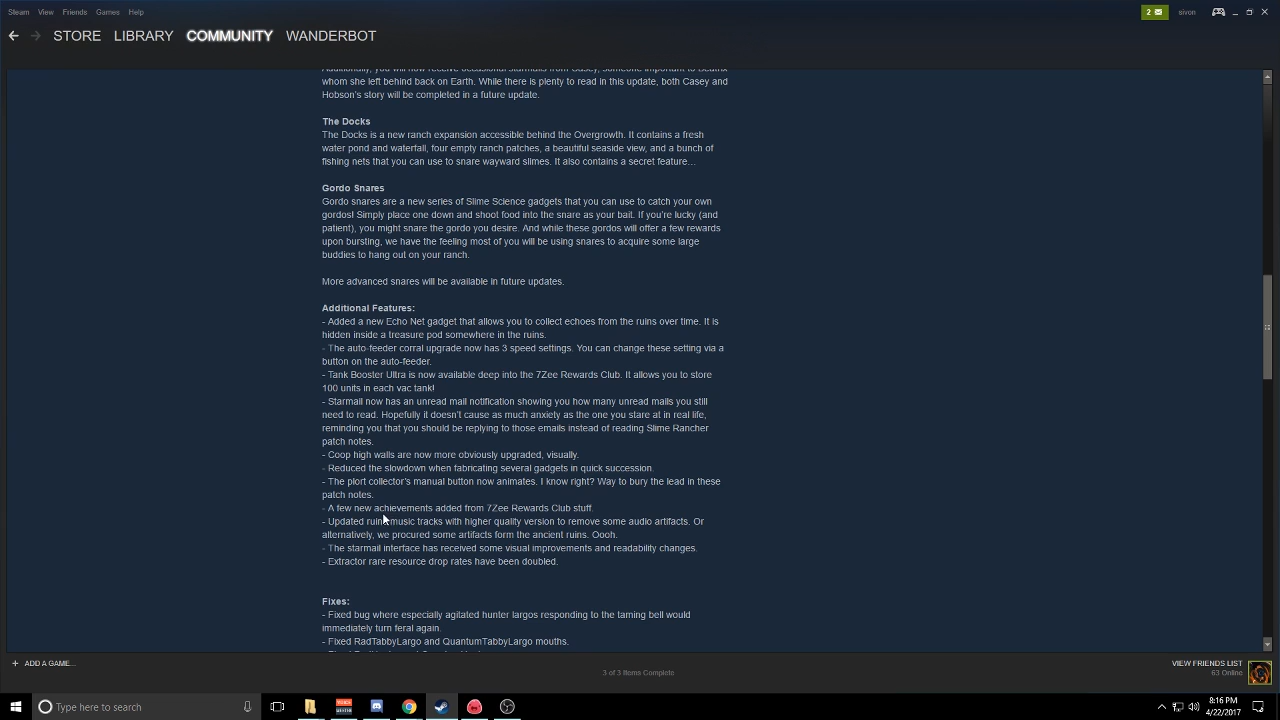 Steam View Friends Games Help
2
sivon
STORE LIBRARY COMMUNITY WANDERBOT
Additionally, you will now receive occasional starmails from Casey, someone important to Beatrix
whom she left behind back on Earth. While there is plenty to read in this update, both Casey and
Hobson's story will be completed in a future update.
The Docks
The Docks is a new ranch expansion accessible behind the Overgrowth. It contains a fresh
water pond and waterfall, four empty ranch patches, a beautiful seaside view, and a bunch of
fishing nets that you can use to snare wayward slimes. It also contains a secret feature…
Gordo Snares
Gordo snares are a new series of Slime Science gadgets that you can use to catch your own
gordos! Simply place one down and shoot food into the snare as your bait. If you're lucky (and
patient), you might snare the gordo you desire. And while these gordos will offer a few rewards
upon bursting, we have the feeling most of you will be using snares to acquire some large
buddies to hang out on your ranch.
More advanced snares will be available in future updates.
Additional Features:
- Added a new Echo Net gadget that allows you to collect echoes from the ruins over time. It is
hidden inside a treasure pod somewhere in the ruins.
- The auto-feeder corral upgrade now has 3 speed settings. You can change these setting via a
button on the auto-feeder.
- Tank Booster Ultra is now available deep into the 7Zee Rewards Club. It allows you to store
100 units in each vac tank!
- Starmail now has an unread mail notification showing you how many unread mails you still
need to read. Hopefully it doesn't cause as much anxiety as the one you stare at in real life,
reminding you that you should be replying to those emails instead of reading Slime Rancher
patch notes.
- Coop high walls are now more obviously upgraded, visually.
- Reduced the slowdown when fabricating several gadgets in quick succession.
- The plort collector's manual button now animates. I know right? Way to bury the lead in these
patch notes.
- A few new achievements added from 7Zee Rewards Club stuff.
- Updated ruins music tracks with higher quality version to remove some audio artifacts. Or
alternatively, we procured some artifacts form the ancient ruins. Oooh.
- The starmail interface has received some visual improvements and readability changes.
- Extractor rare resource drop rates have been doubled.
Fixes:
- Fixed bug where especially agitated hunter largos responding to the taming bell would
immediately turn feral again.
- Fixed RadTabbyLargo and QuantumTabbyLargo mouths.
+ ADD A GAME...
3 of 3 Items Complete
VIEW FRIENDS LIST
63 Online
Type here to search
8:16 PM
4/22/2017